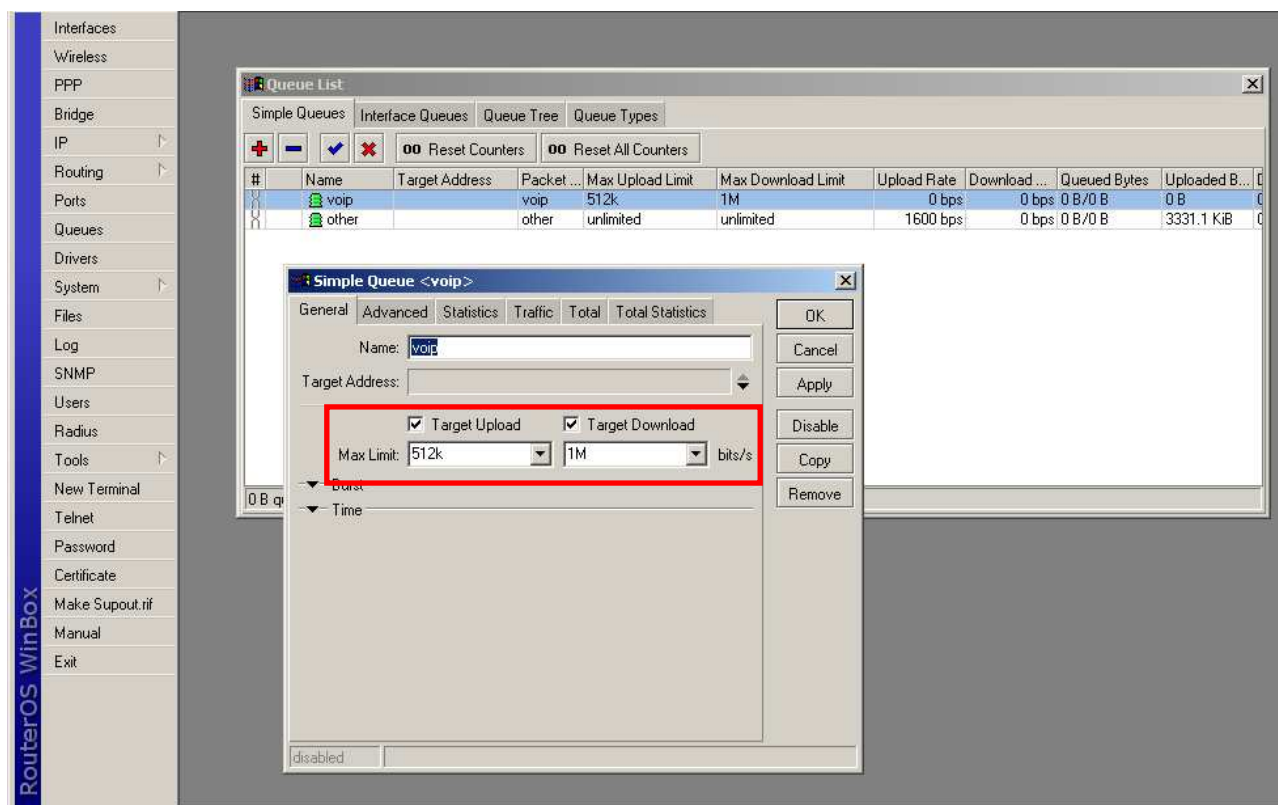 Interfaces
Wireless
PPP
Bridge
IP
Routing
Ports
Queues
Drivers
System
Files
Log
SNMP
Users
Radius
Tools
New Terminal
Telnet
Password
Certificate
Make Supout.rif
Manual
Exit
RouterOS WinBox
Queue List
Simple Queues Interface Queues Queue Tree Queue Types
00 Reset Counters 00 Reset All Counters
# Name Target Address Packet ... Max Upload Limit Max Download Limit Upload Rate Download ... Queued Bytes Uploaded B...
voip voip 512k 1M 0 bps 0 bps 0 B/0 B 0 B
other other unlimited unlimited 1600 bps 0 bps 0 B/0 B 3331.1 KiB
0 B
Simple Queue <voip>
General Advanced Statistics Traffic Total Total Statistics
Name: voip
Target Address:
Target Upload Target Download
Max Limit: 512k 1M bits/s
Burst
Time
OK
Cancel
Apply
Disable
Copy
Remove
disabled